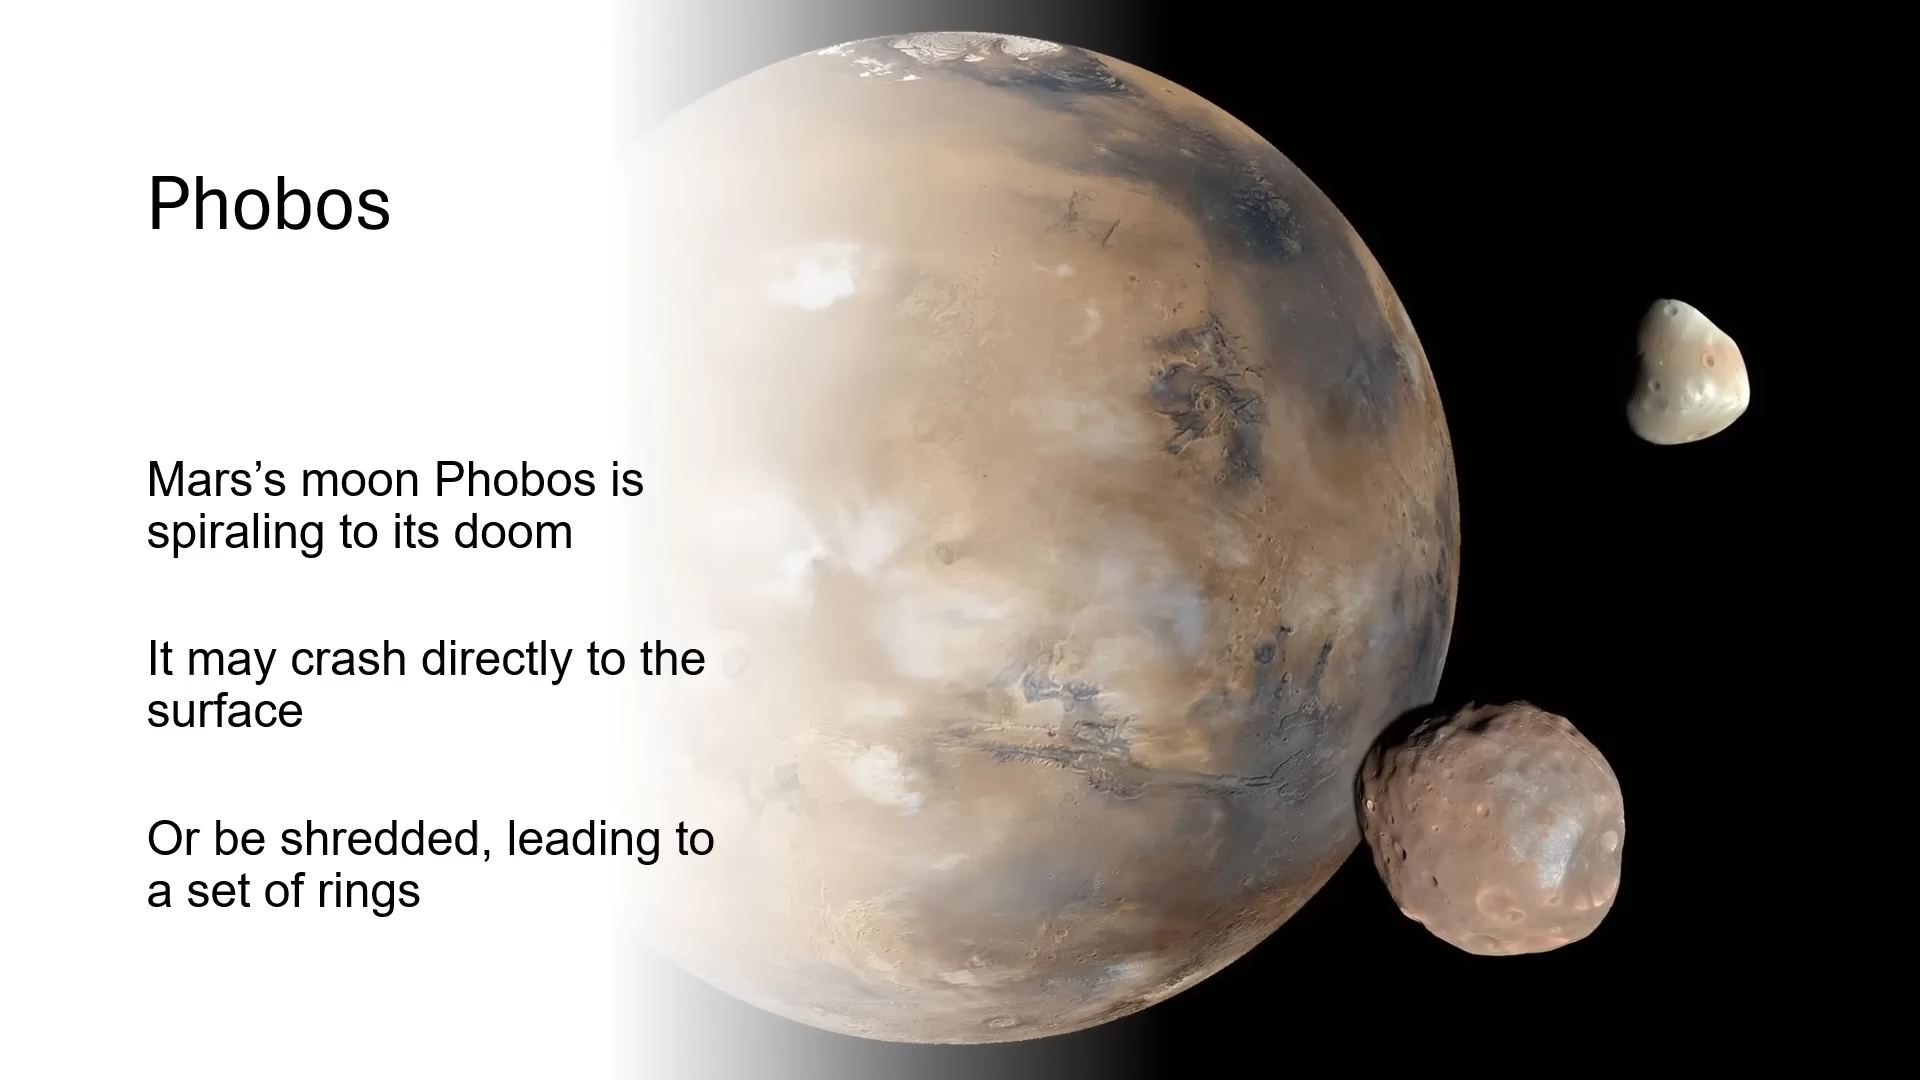 Phobos
Mars’s moon Phobos is
spiraling to its doom
It may crash directly to the
surface
Or be shredded, leading to
a set of rings